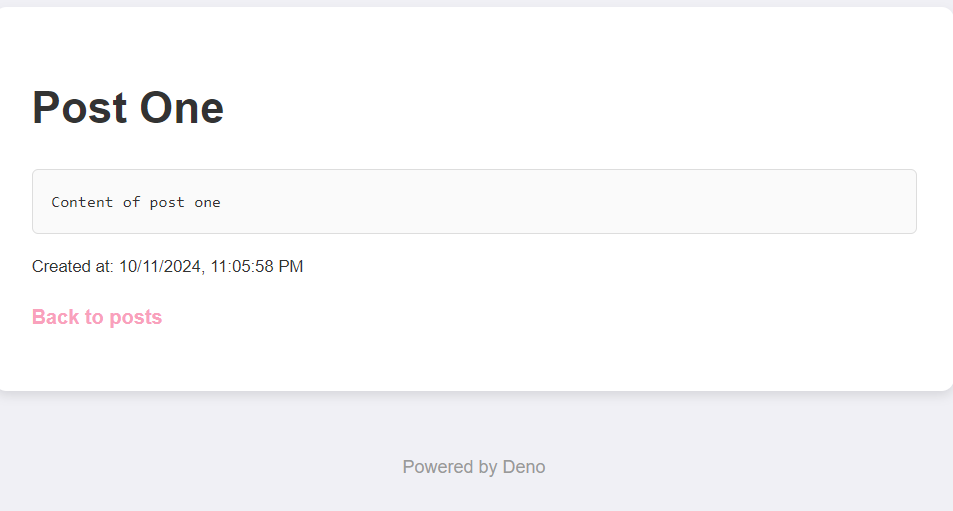 Post One
Content of post one
Created at: 10/11/2024, 11:05:58 PM
Back to posts
Powered by Deno